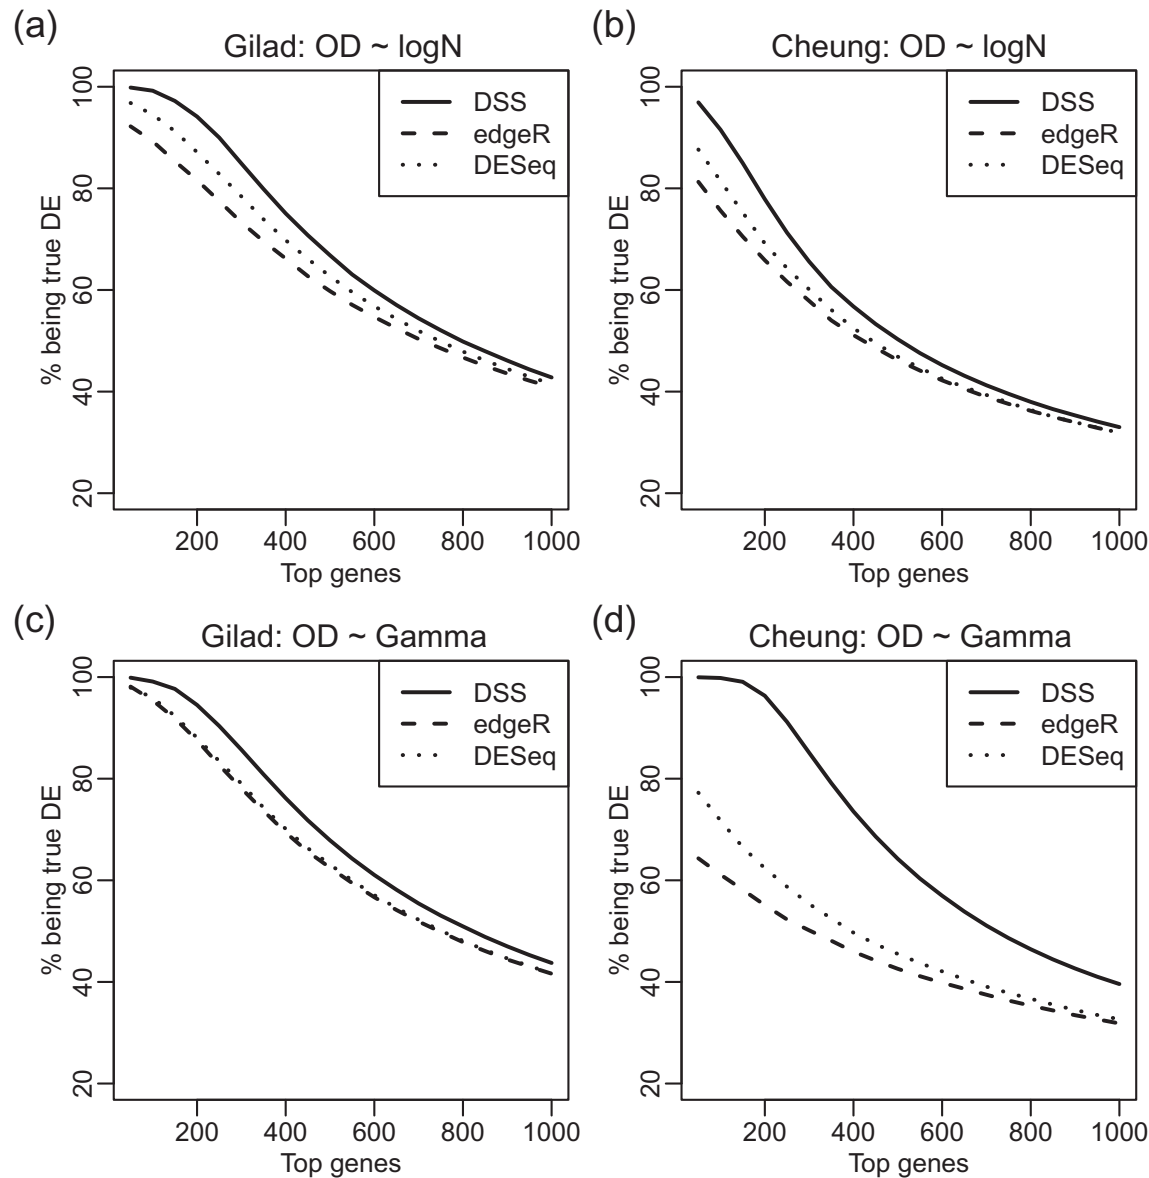 (a)
Gilad: OD ~ logN
% being true DE
100
80
60
40
20
DSS
edgeR
DESeq
200 400 600 800 1000
Top genes
(b)
Cheung: OD ~ logN
% being true DE
100
80
60
40
20
DSS
edgeR
DESeq
200 400 600 800 1000
Top genes
(c)
Gilad: OD ~ Gamma
% being true DE
100
80
60
40
20
DSS
edgeR
DESeq
200 400 600 800 1000
Top genes
(d)
Cheung: OD ~ Gamma
% being true DE
100
80
60
40
20
DSS
edgeR
DESeq
200 400 600 800 1000
Top genes